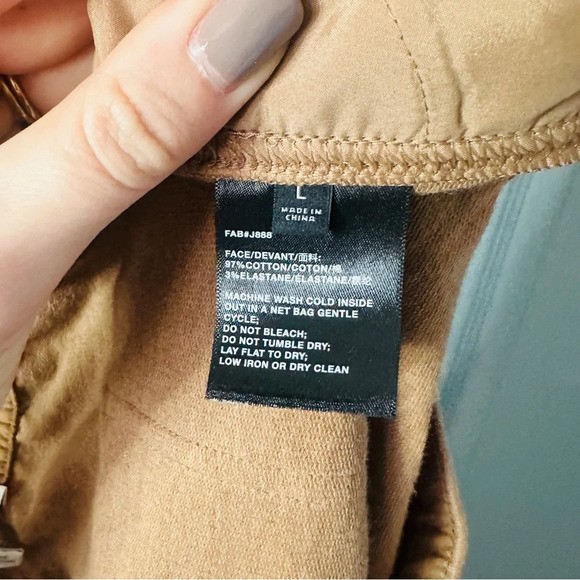 L
MADE IN
CHINA
FAB#J888
FACE/DEVANT/面料:
97%COTTON/COTON/棉
3%ELASTANE/ELASTANE/
MACHINE WASH COLD INSIDE
OUT IN A NET BAG GENTLE
CYCLE;
DO NOT BLEACH;
DO NOT TUMBLE DRY;
LAY FLAT TO DRY;
LOW IRON OR DRY CLEAN